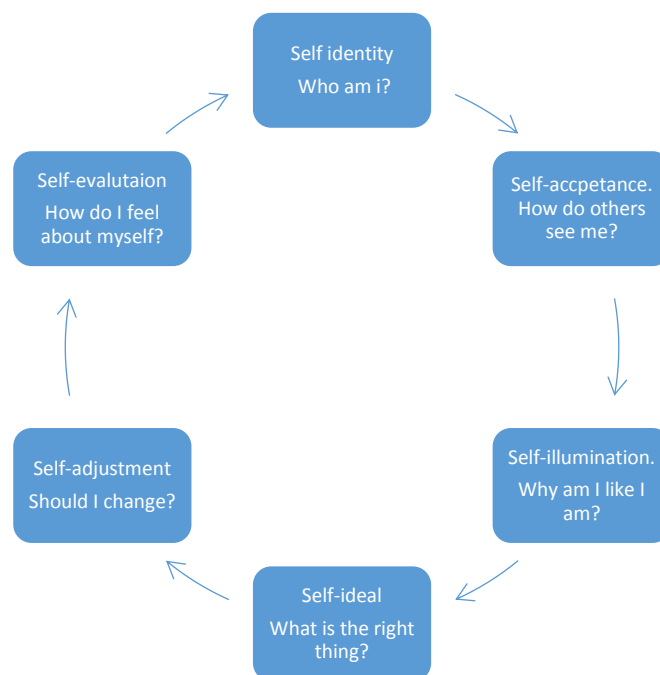 Self identity
Who am i?
Self-accpetance.
How do others
see me?
Self-illumination.
Why am I like I
am?
Self-ideal
What is the right
thing?
Self-adjustment
Should I change?
Self-evalutaion
How do I feel
about myself?